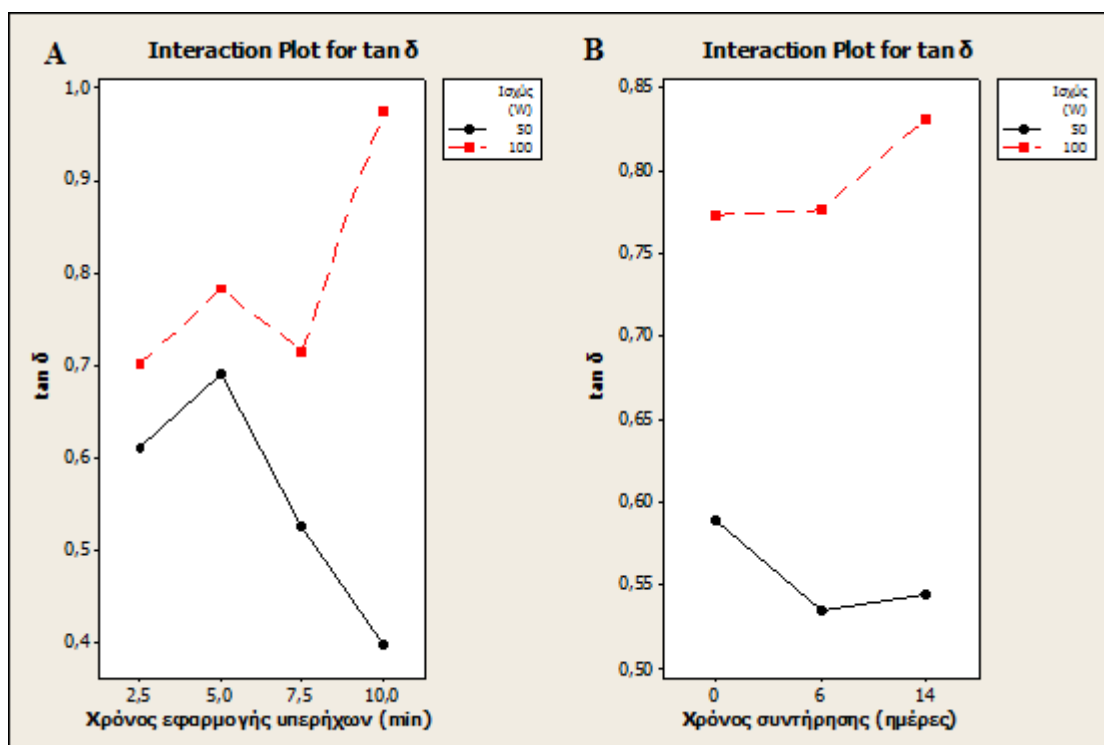 A
Interaction Plot for tan δ
1,0
0,9
0,8
0,7
0,6
0,5
0,4
tan δ
2,5 5,0 7,5 10,0
Χρόνος εφαρμογής υπερήχων (min)
Ισχύς
(W)
50
100
B
Interaction Plot for tan δ
0,85
0,80
0,75
0,70
0,65
0,60
0,55
0,50
tan δ
0 6 14
Χρόνος συντήρησης (ημέρες)
Ισχύς
(W)
50
100